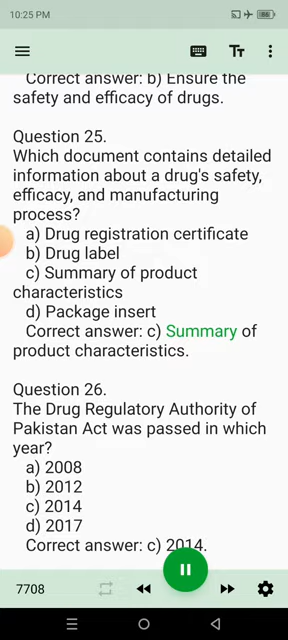 10:25 PM
Correct answer: b) Ensure the
safety and efficacy of drugs.
Question 25.
Which document contains detailed
information about a drug's safety,
efficacy, and manufacturing
process?
a) Drug registration certificate
b) Drug label
c) Summary of product
characteristics
d) Package insert
Correct answer: c) Summary of
product characteristics.
Question 26.
The Drug Regulatory Authority of
Pakistan Act was passed in which
year?
a) 2008
b) 2012
c) 2014
d) 2017
Correct answer: c) 2014.
7708